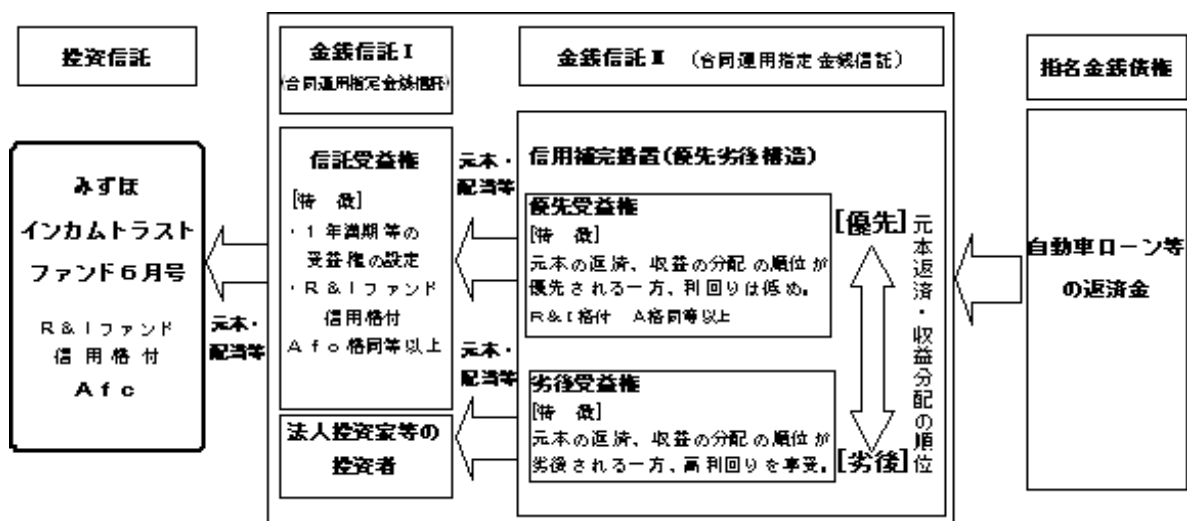 投資信託
みずほ
インカムトラスト
ファンド6月号
R&Iファンド
信用格付
Afc
元本・
配当等
金銭信託Ⅰ
(合同運用指定金銭信託)
信託受益権
[特 徴]
・1年満期等の
受益権の設定
・R&Iファンド
信用格付
Afc格同等以上
法人投資家等の
投資者
元本・
配当等
元本・
配当等
金銭信託Ⅱ (合同運用指定金銭信託)
信用補完措置(優先劣後構造)
優先受益権
[特 徴]
元本の返済、収益の分配の順位が
優先される一方、利回りは低め。
R&I格付 A格同等以上
劣後受益権
[特 徴]
元本の返済、収益の分配の順位が
劣後される一方、高利回りを享受。
[優先]
[劣後]
元本返済・収益分配の順位
指名金銭債権
自動車ローン等
の返済金